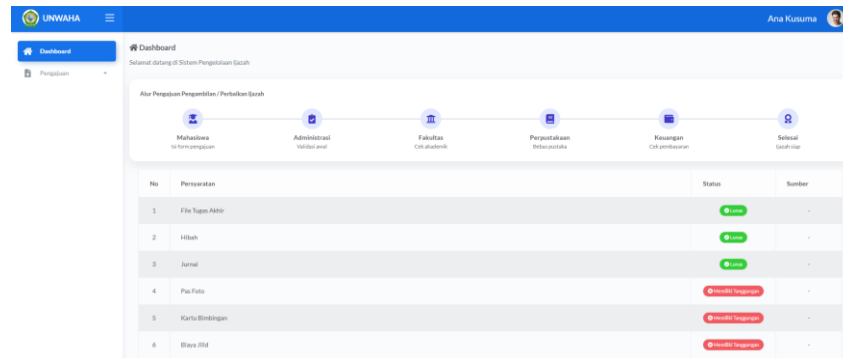 UNWAHA
Ana Kusuma
Dashboard
Pengajuan
Dashboard
Selamat datang di Sistem Pengelolaan Ijazah
Alur Pengajuan Pengambilan / Perbaikan Ijazah
Mahasiswa
Isi form pengajuan
Administrasi
Validasi awal
Fakultas
Cek akademik
Perpustakaan
Bebas pustaka
Keuangan
Cek pembayaran
Selesai
Ijazah siap
No Persyaratan Status Sumber
1 File Tugas Akhir Lunas -
2 Hibah Lunas -
3 Jurnal Lunas -
4 Pas Foto Memiliki Tanggungan -
5 Kartu Bimbingan Memiliki Tanggungan -
6 Biaya Jilid Memiliki Tanggungan -